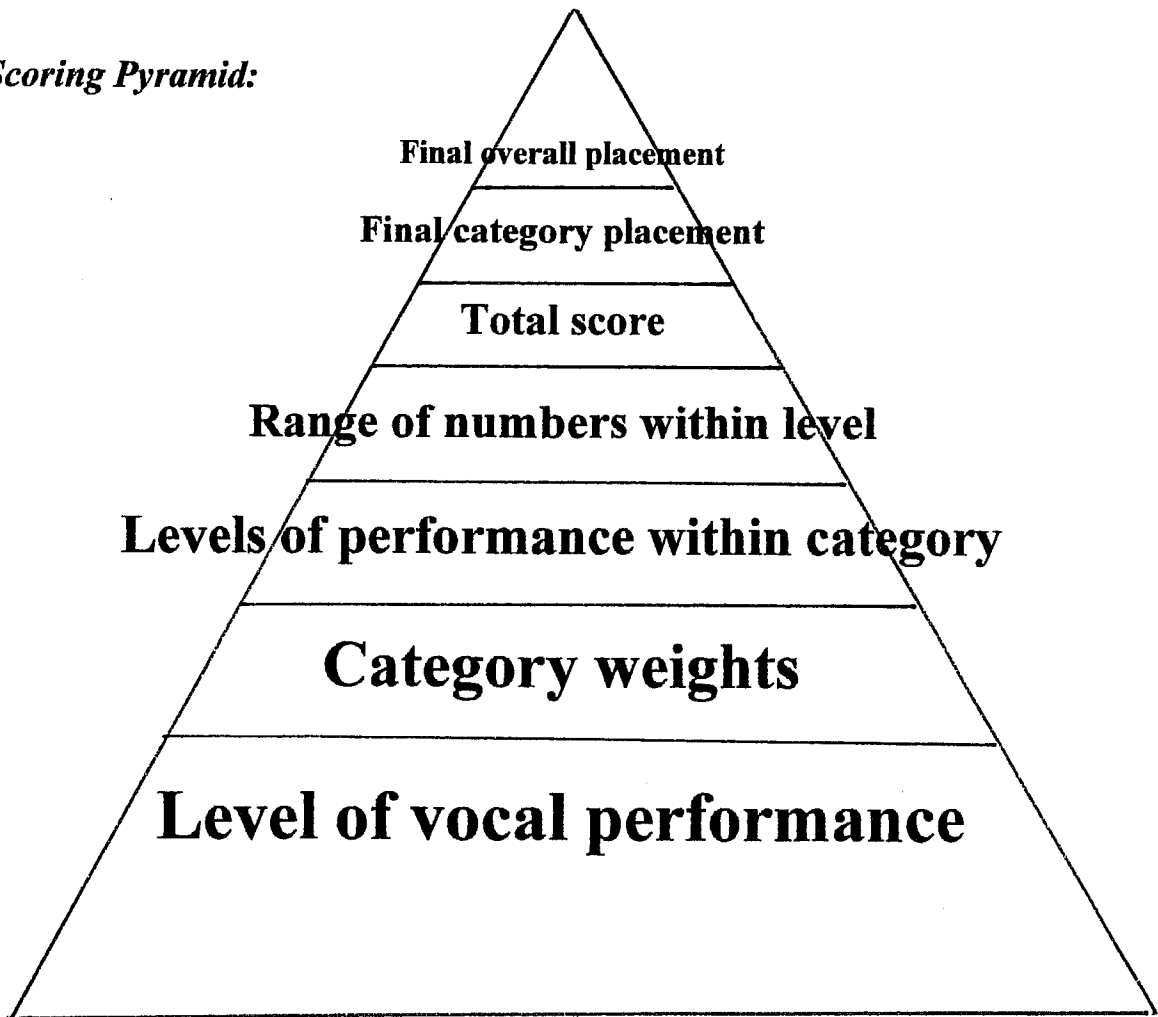 Scoring Pyramid:
Final overall placement
Final category placement
Total score
Range of numbers within level
Levels of performance within category
Category weights
Level of vocal performance